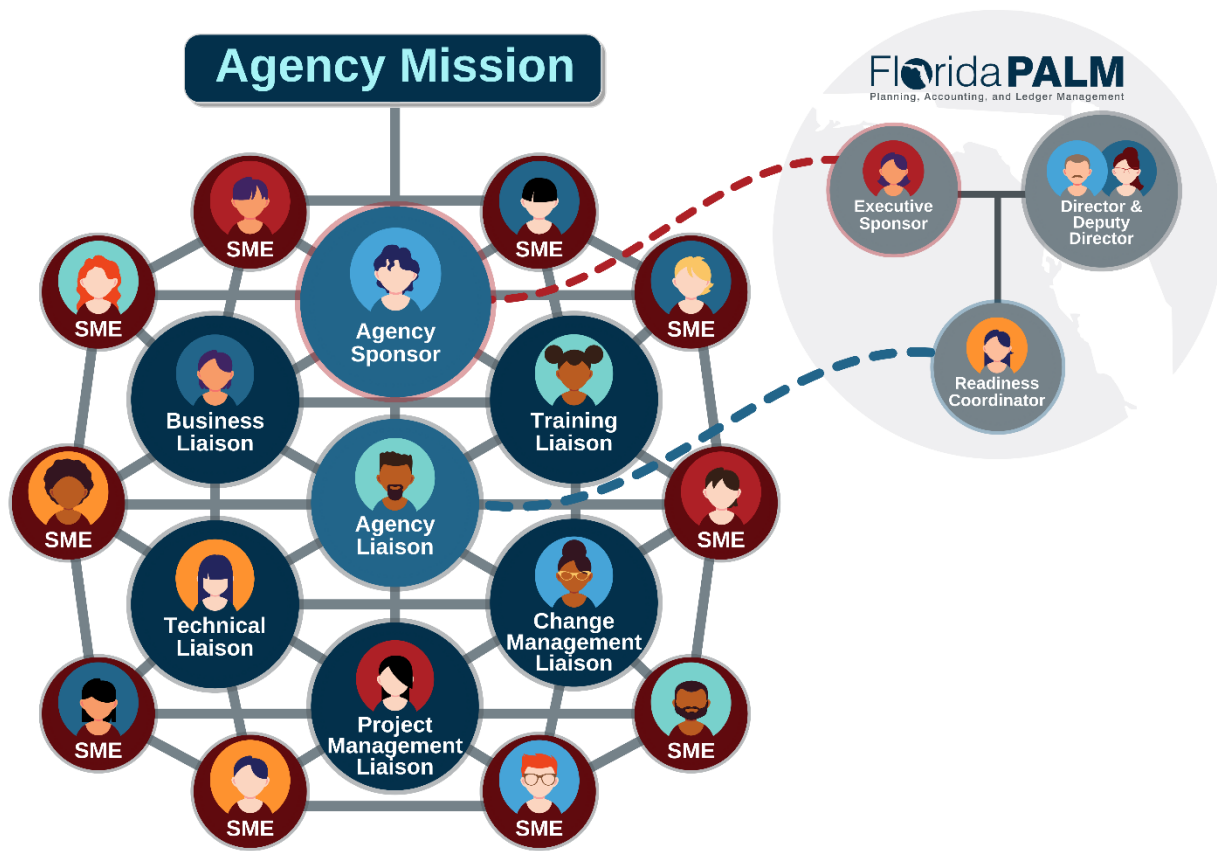 Agency Mission
Florida PALM
Planning, Accounting, and Ledger Management
SME
SME
Executive
Sponsor
Director &
Deputy
Director
SME
Agency
Sponsor
SME
Readiness
Coordinator
Business
Liaison
Training
Liaison
SME
Agency
Liaison
SME
Technical
Liaison
Change
Management
Liaison
SME
Project
Management
Liaison
SME
SME
SME